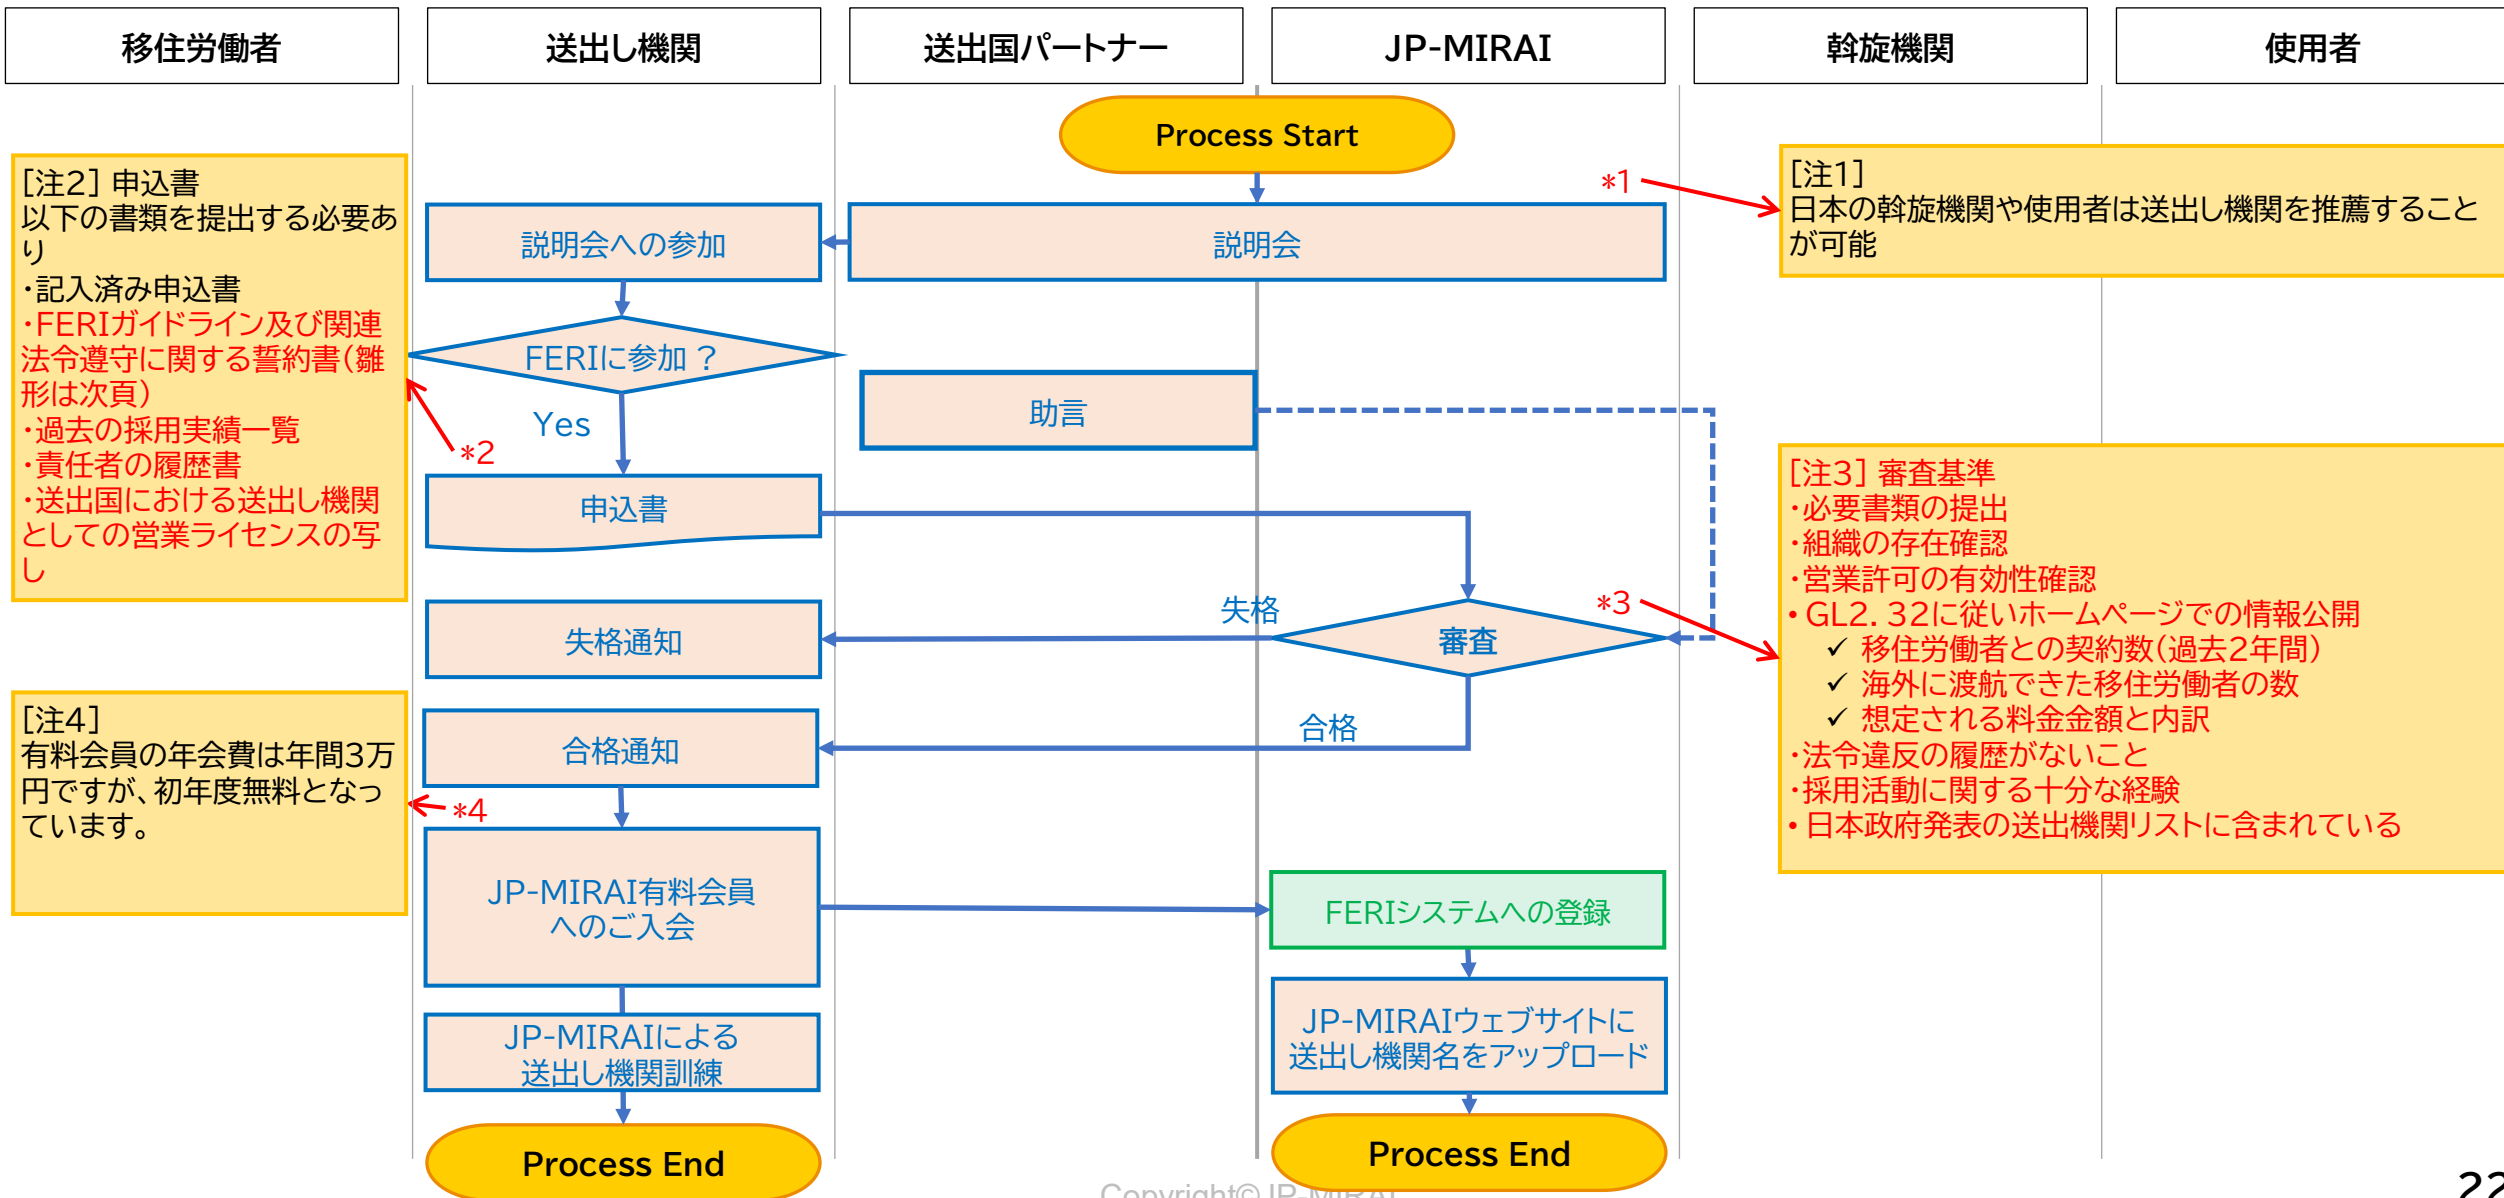 移住労働者
送出し機関
送出国パートナー
JP-MIRAI
斡旋機関
使用者
Process Start
*1
[注1]
日本の斡旋機関や使用者は送出し機関を推薦すること
が可能
[注2] 申込書
以下の書類を提出する必要あ
り
・記入済み申込書
・FERIガイドライン及び関連
法令遵守に関する誓約書(雛
形は次頁)
・過去の採用実績一覧
・責任者の履歴書
・送出国における送出し機関
としての営業ライセンスの写
し
説明会への参加
説明会
FERIに参加 ?
助言
Yes
*2
申込書
[注3] 審査基準
・必要書類の提出
・組織の存在確認
・営業許可の有効性確認
• GL2. 32に従いホームページでの情報公開
✓ 移住労働者との契約数(過去2年間)
✓ 海外に渡航できた移住労働者の数
✓ 想定される料金金額と内訳
・法令違反の履歴がないこと
・採用活動に関する十分な経験
• 日本政府発表の送出機関リストに含まれている
失格通知
失格
審査
*3
[注4]
有料会員の年会費は年間3万
円ですが、初年度無料となっ
ています。
合格通知
合格
*4
JP-MIRAI有料会員
へのご入会
FERIシステムへの登録
JP-MIRAIによる
送出し機関訓練
JP-MIRAIウェブサイトに
送出し機関名をアップロード
Process End
Process End
Copyright© JP-MIRAI
22